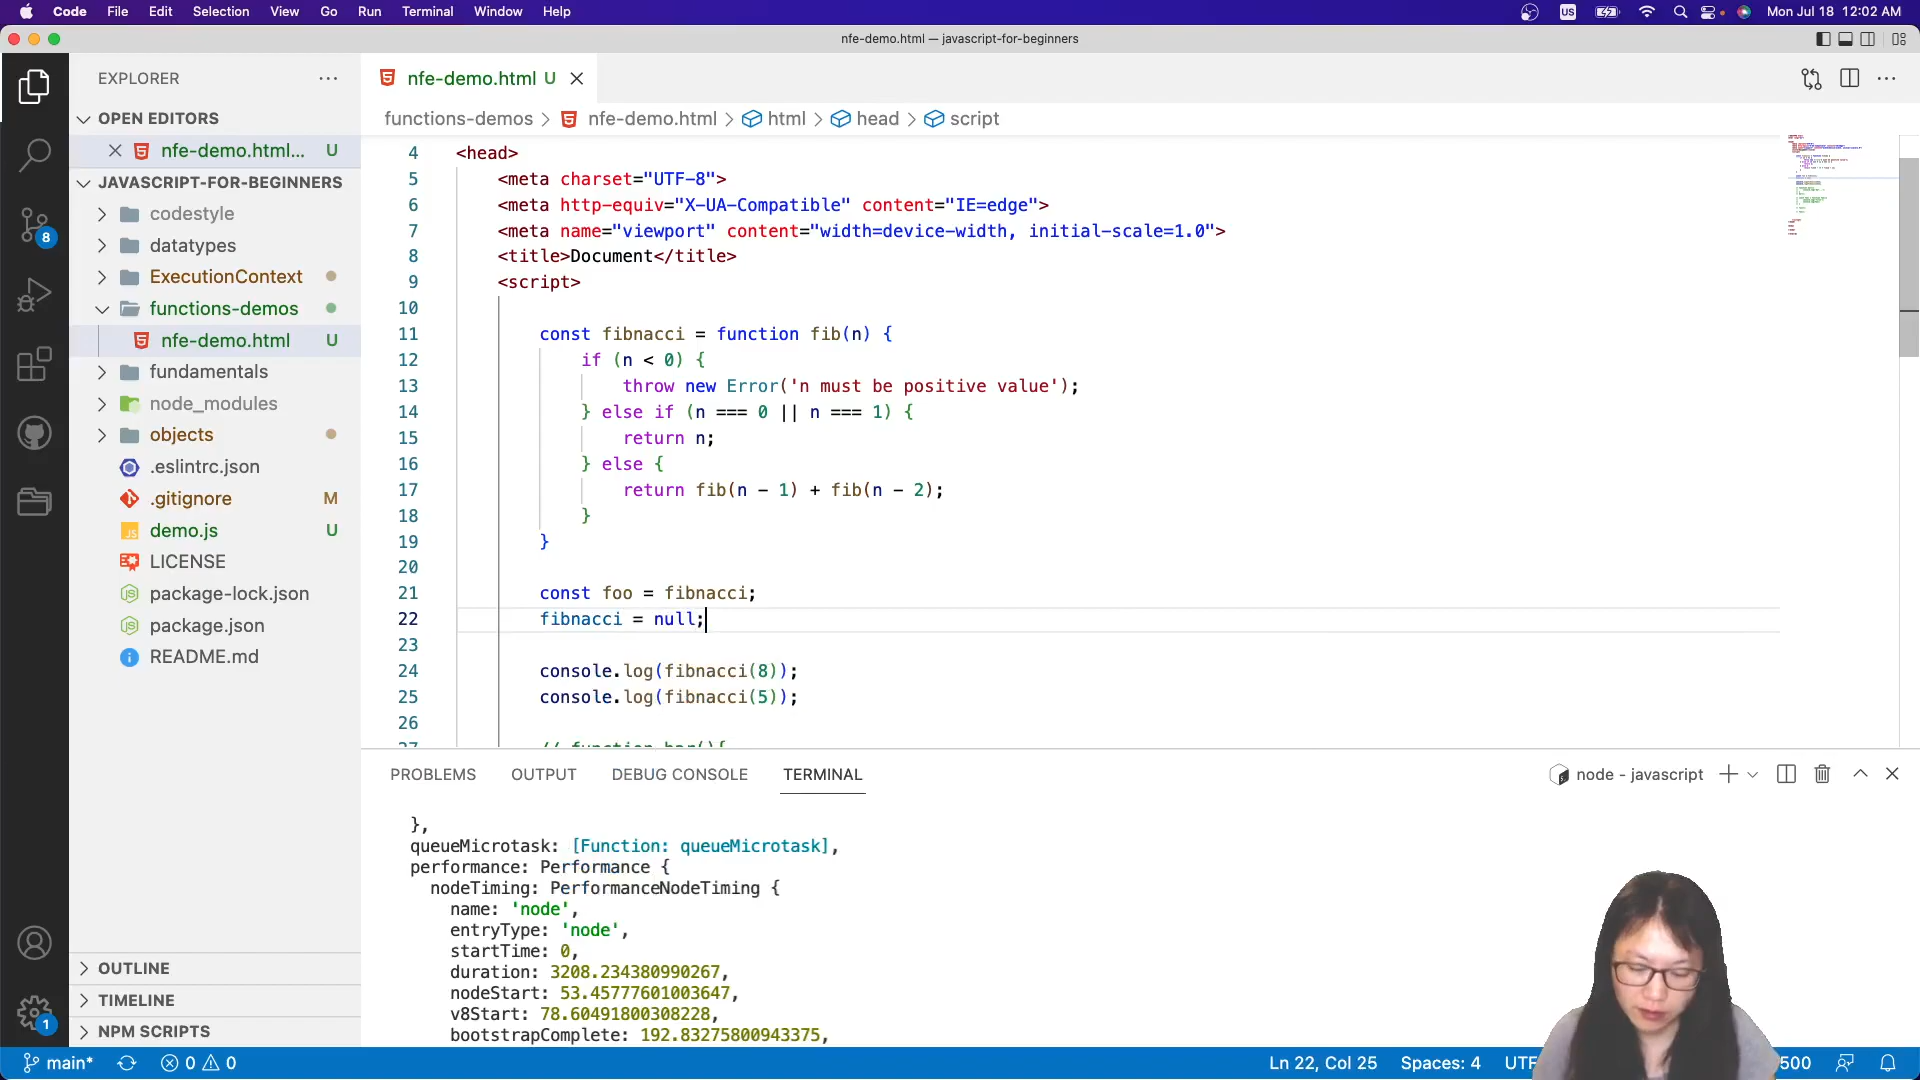 Code File Edit Selection View Go Run Terminal Window Help US Mon Jul 18 12:02 AM
nfe-demo.html — javascript-for-beginners
EXPLORER
nfe-demo.html U
OPEN EDITORS
functions-demos > nfe-demo.html > html > head > script
nfe-demo.html... U
JAVASCRIPT-FOR-BEGINNERS
codestyle
datatypes
ExecutionContext
functions-demos
nfe-demo.html U
fundamentals
node_modules
objects
.eslintrc.json
.gitignore M
demo.js U
LICENSE
package-lock.json
package.json
README.md
OUTLINE
TIMELINE
NPM SCRIPTS
8
1
4 <head>
5 <meta charset="UTF-8">
6 <meta http-equiv="X-UA-Compatible" content="IE=edge">
7 <meta name="viewport" content="width=device-width, initial-scale=1.0">
8 <title>Document</title>
9 <script>
10
11 const fibnacci = function fib(n) {
12 if (n < 0) {
13 throw new Error('n must be positive value');
14 } else if (n === 0 || n === 1) {
15 return n;
16 } else {
17 return fib(n - 1) + fib(n - 2);
18 }
19 }
20
21 const foo = fibnacci;
22 fibnacci = null;
23
24 console.log(fibnacci(8));
25 console.log(fibnacci(5));
26
27 // function bar(){
PROBLEMS OUTPUT DEBUG CONSOLE TERMINAL node - javascript
},
queueMicrotask: [Function: queueMicrotask],
performance: Performance {
nodeTiming: PerformanceNodeTiming {
name: 'node',
entryType: 'node',
startTime: 0,
duration: 3208.234380990267,
nodeStart: 53.45777601003647,
v8Start: 78.60491800308228,
bootstrapComplete: 192.83275800943375,
main* 0 0 Ln 22, Col 25 Spaces: 4 UTF 500